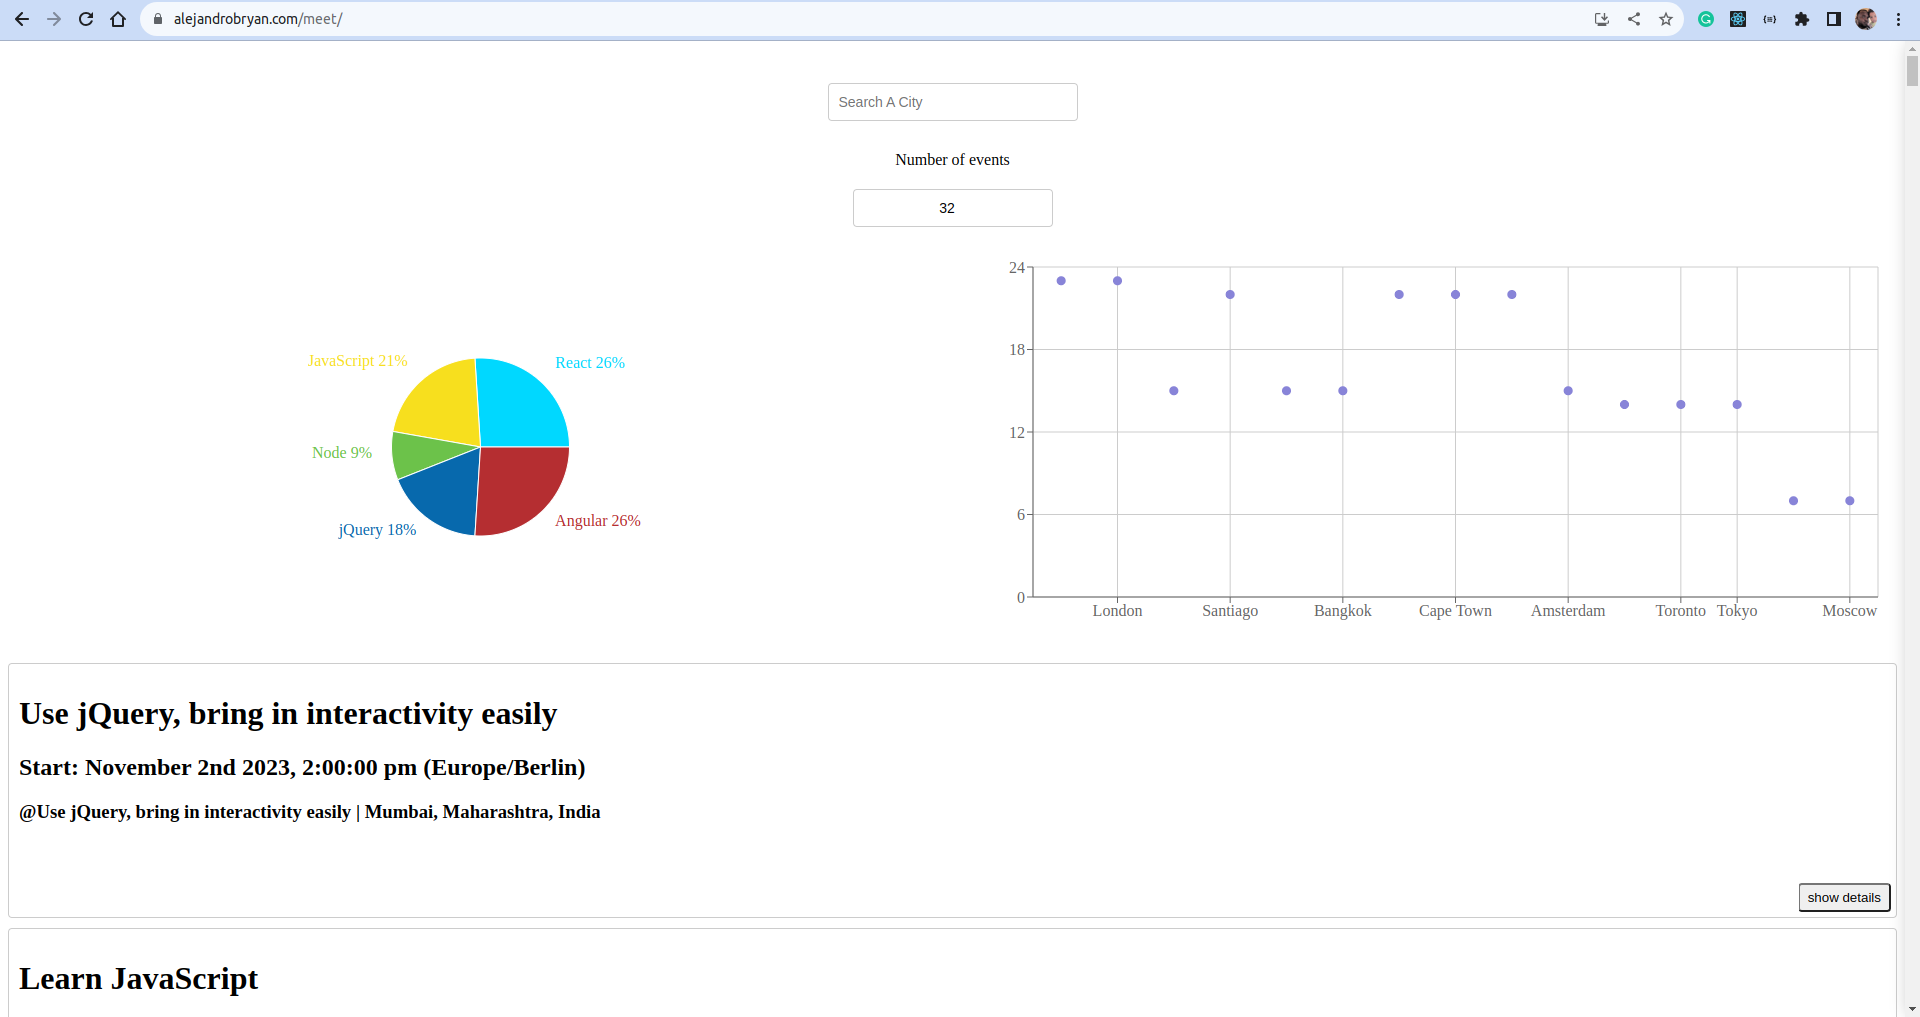 alejandrobryan.com/meet/
Search A City
Number of events
32
JavaScript 21%
React 26%
Node 9%
jQuery 18%
Angular 26%
24
18
12
6
0
London Santiago Bangkok Cape Town Amsterdam Toronto Tokyo Moscow
Use jQuery, bring in interactivity easily
Start: November 2nd 2023, 2:00:00 pm (Europe/Berlin)
@Use jQuery, bring in interactivity easily | Mumbai, Maharashtra, India
show details
Learn JavaScript